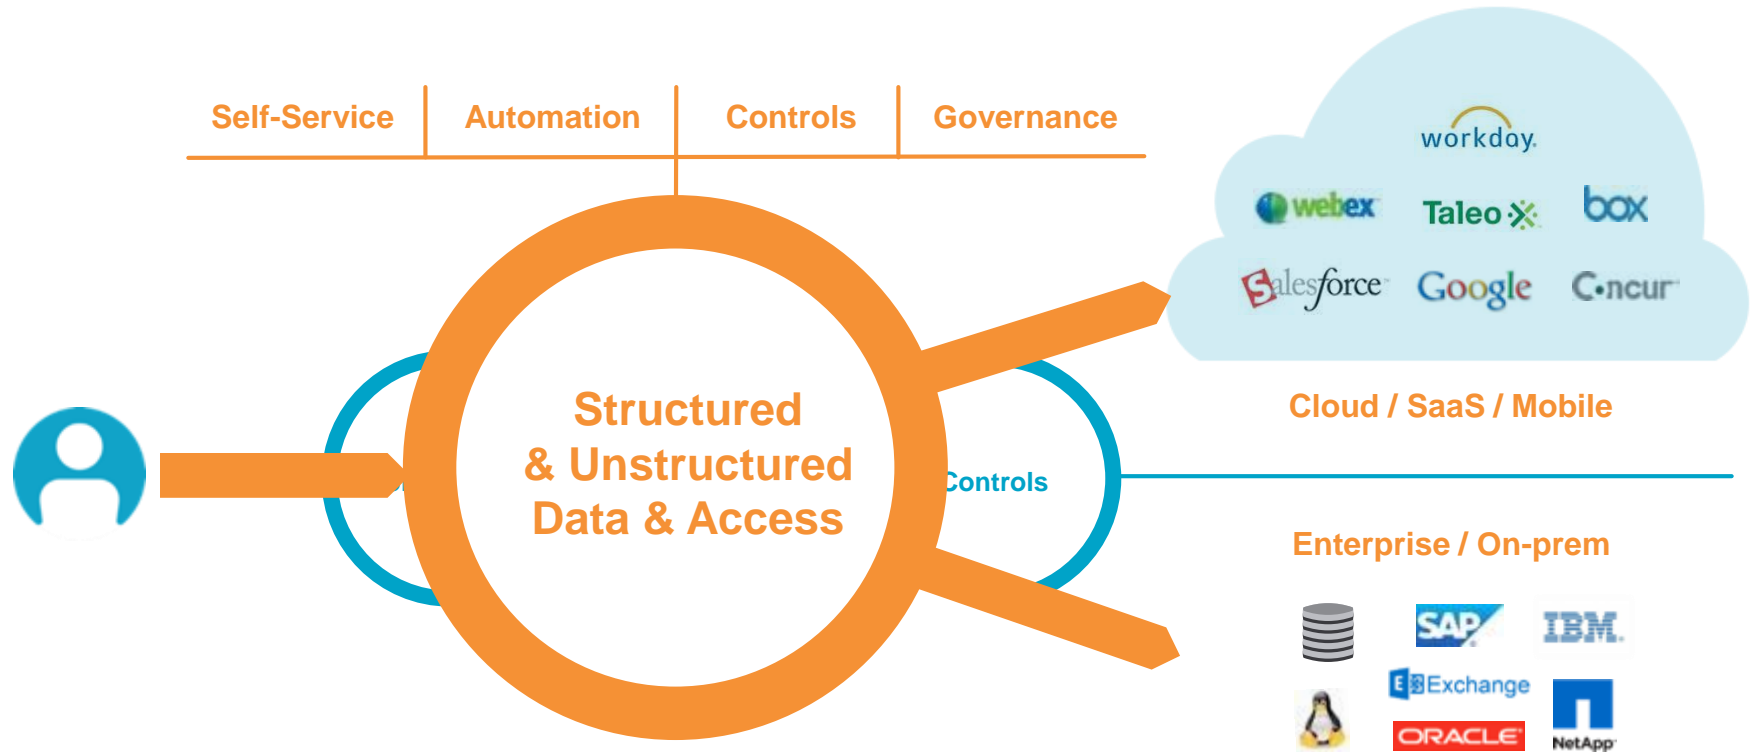 Self-Service
Automation
Controls
Governance
workday.
webex
Taleo
box
Salesforce
Google
C•ncur
Structured
& Unstructured
Data & Access
Controls
Cloud / SaaS / Mobile
Enterprise / On-prem
SAP
IBM.
E Exchange
ORACLE
NetApp